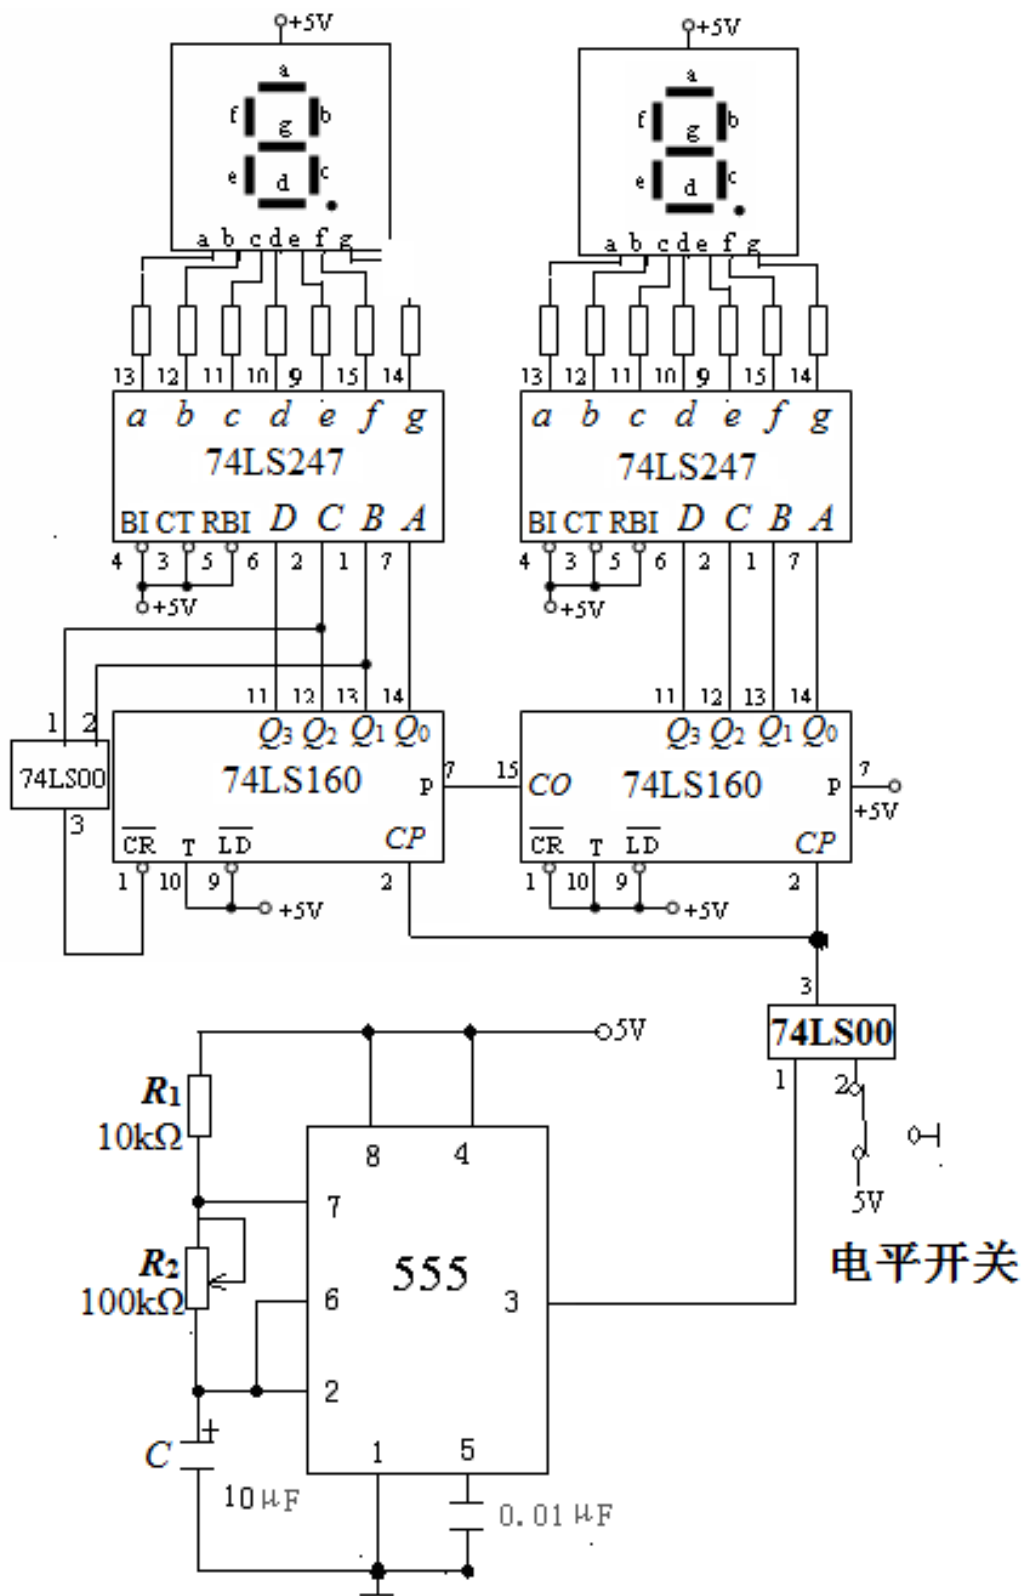 +5V +5V
a a
f b f b
g g
e c e c
d d
a b c d e f g a b c d e f g
13 12 11 10 9 15 14 13 12 11 10 9 15 14
a b c d e f g a b c d e f g
74LS247 74LS247
BI CT RBI D C B A BI CT RBI D C B A
4 3 5 6 2 1 7 4 3 5 6 2 1 7
+5V +5V
11 12 13 14 11 12 13 14
1 2
Q3 Q2 Q1 Q0 Q3 Q2 Q1 Q0
74LS00 74LS160 P 7 15 CO 74LS160 P 7
+5V
3
CR T LD CP CR T LD CP
1 10 9 2 1 10 9 2
+5V +5V
3
74LS00
1 2
5V
电平开关
5V
R1
10kΩ
8 4
7
R2
100kΩ
555
6 3
2
C
10μF
1 5
0.01μF
+